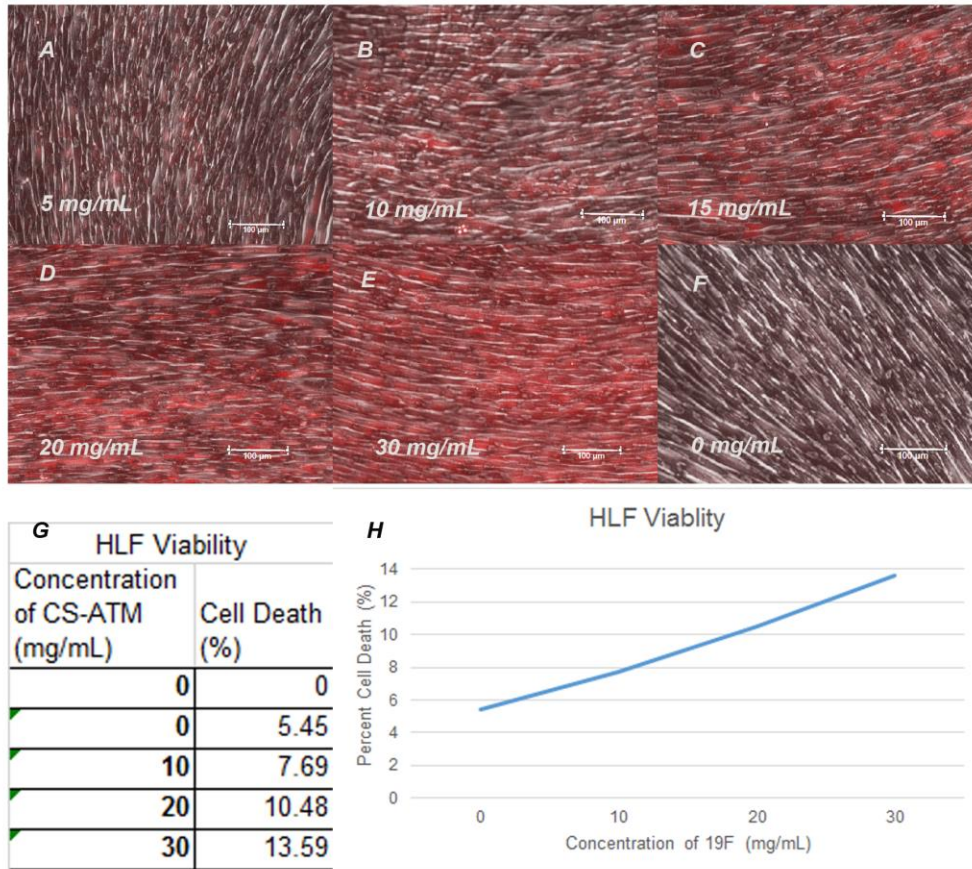 A
B
C
5 mg/mL
100 µm
10 mg/mL
100 µm
15 mg/mL
100 µm
D
E
F
20 mg/mL
100 µm
30 mg/mL
100 µm
0 mg/mL
100 µm
G
HLF Viability
Concentration
of CS-ATM
(mg/mL)
Cell Death
(%)
0 0
0 5.45
10 7.69
20 10.48
30 13.59
H
HLF Viablity
Percent Cell Death (%)
14
12
10
8
6
4
2
0
0 10 20 30
Concentration of 19F (mg/mL)